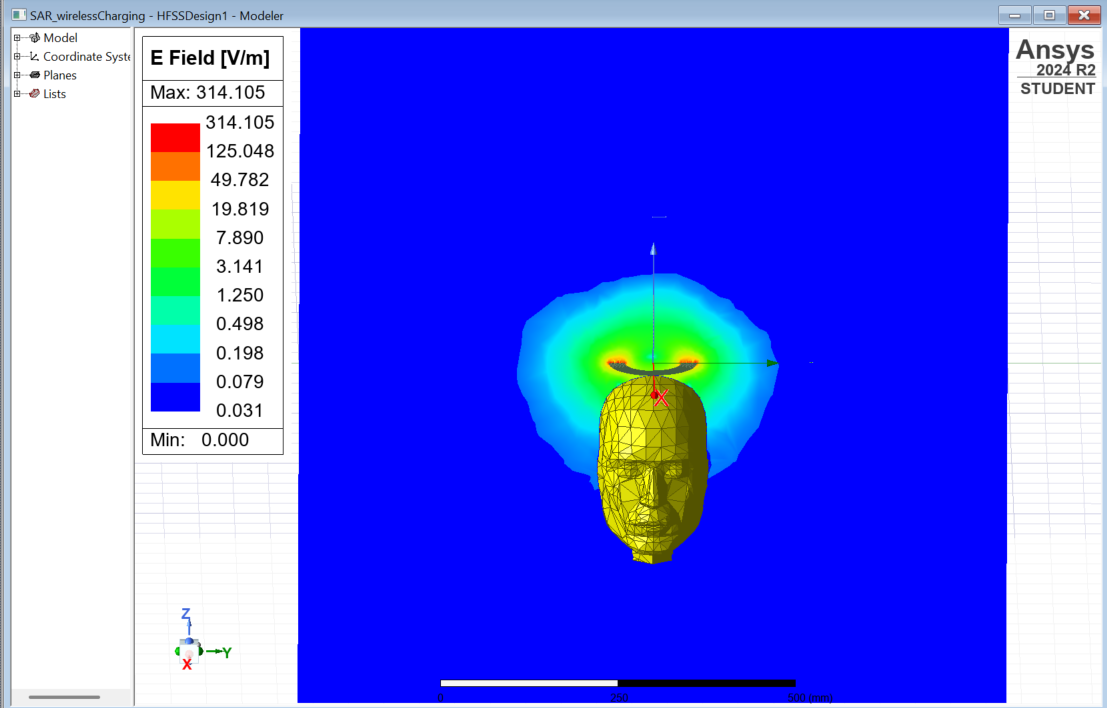 SAR_wirelessCharging - HFSSDesign1 - Modeler
Model
Coordinate Syste
Planes
Lists
E Field [V/m]
Max: 314.105
314.105
125.048
49.782
19.819
7.890
3.141
1.250
0.498
0.198
0.079
0.031
Min: 0.000
Ansys
2024 R2
STUDENT
X
Z
Y
X
0 250 500 (mm)